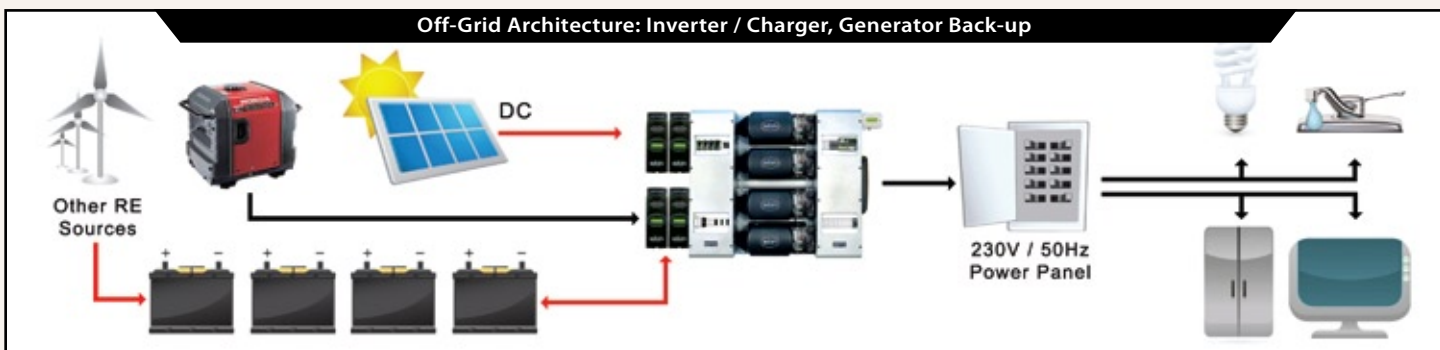 Off-Grid Architecture: Inverter / Charger, Generator Back-up
DC
Other RE
Sources
+ − + − + − + −
230V / 50Hz
Power Panel